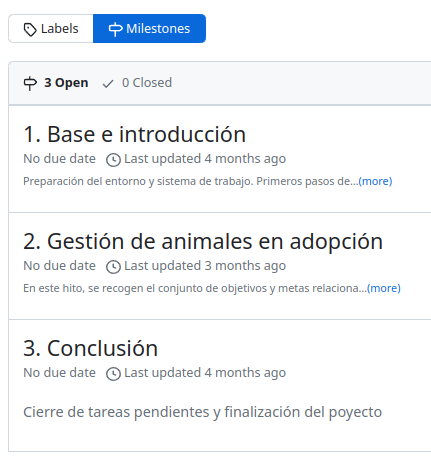 Labels Milestones
3 Open 0 Closed
1. Base e introducción
No due date Last updated 4 months ago
Preparación del entorno y sistema de trabajo. Primeros pasos de...(more)
2. Gestión de animales en adopción
No due date Last updated 3 months ago
En este hito, se recogen el conjunto de objetivos y metas relaciona...(more)
3. Conclusión
No due date Last updated 4 months ago
Cierre de tareas pendientes y finalización del poyecto